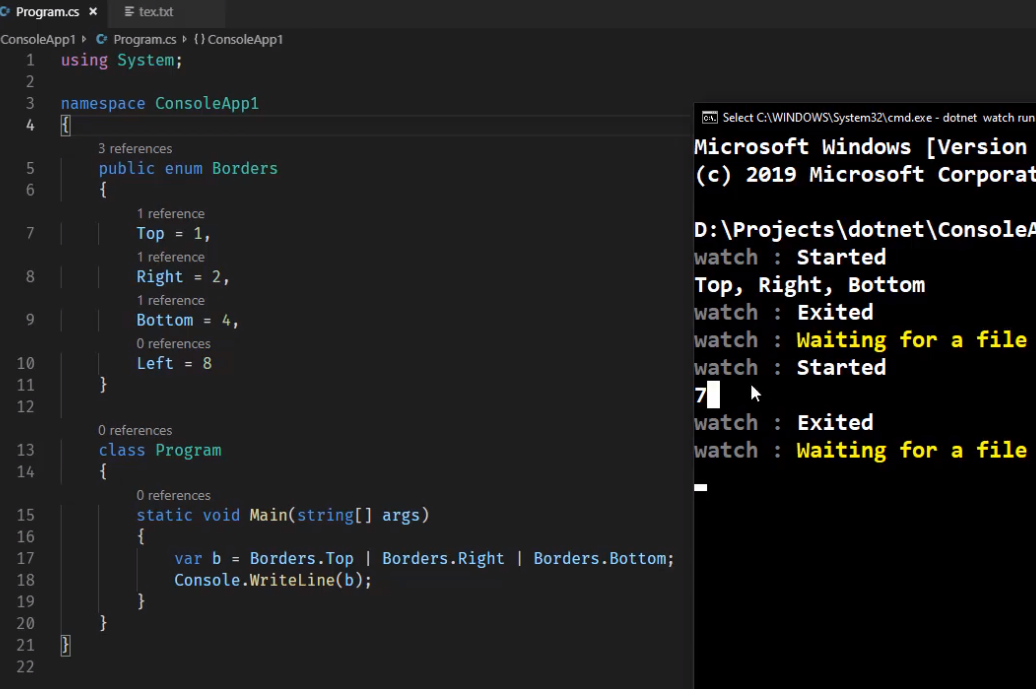 Program.cs × tex.txt
ConsoleApp1 Program.cs {} ConsoleApp1
1 using System;
2
3 namespace ConsoleApp1
4 {
3 references
5 public enum Borders
6 {
1 reference
7 Top = 1,
1 reference
8 Right = 2,
1 reference
9 Bottom = 4,
0 references
10 Left = 8
11 }
12
0 references
13 class Program
14 {
0 references
15 static void Main(string[] args)
16 {
17 var b = Borders.Top | Borders.Right | Borders.Bottom;
18 Console.WriteLine(b);
19 }
20 }
21 }
22
Select C:\WINDOWS\System32\cmd.exe - dotnet watch run
Microsoft Windows [Version
(c) 2019 Microsoft Corporat
D:\Projects\dotnet\Console
watch : Started
Top, Right, Bottom
watch : Exited
watch : Waiting for a file
watch : Started
7
watch : Exited
watch : Waiting for a file